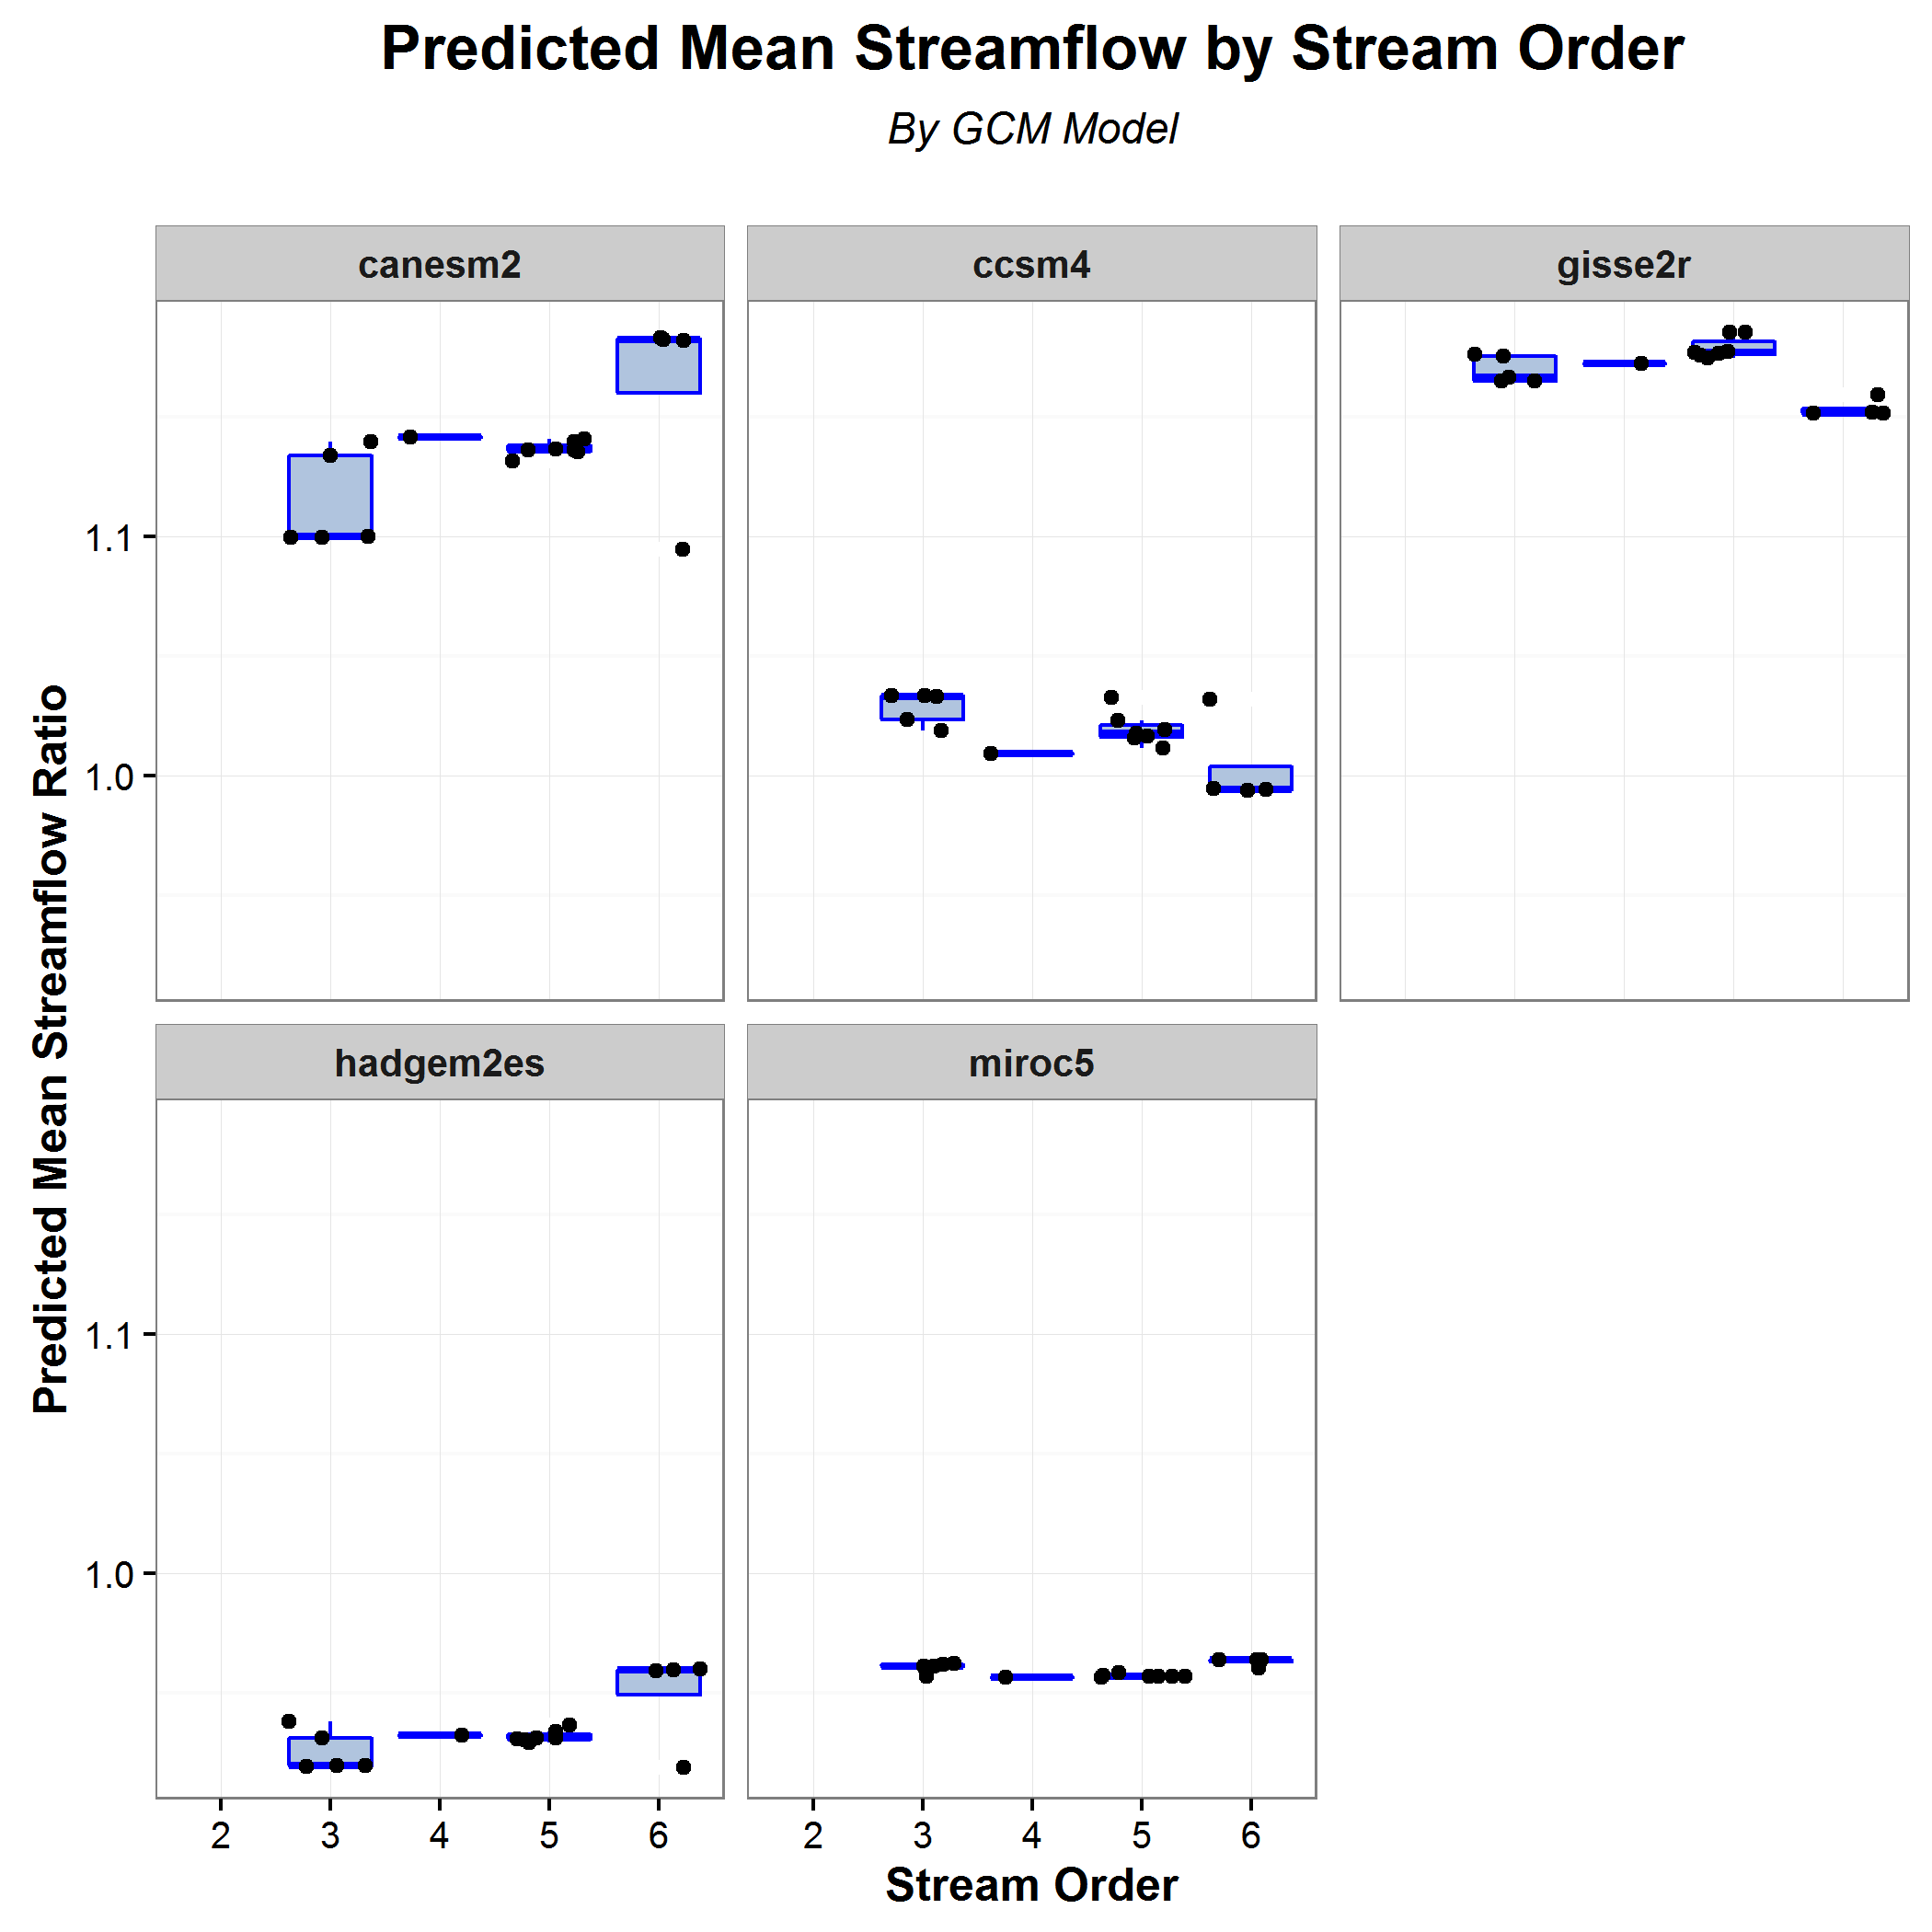 Predicted Mean Streamflow by Stream Order
By GCM Model
canesm2
ccsm4
gisse2r
1.1
1.0
Predicted Mean Streamflow Ratio
hadgem2es
miroc5
1.1
1.0
2 3 4 5 6
2 3 4 5 6
Stream Order